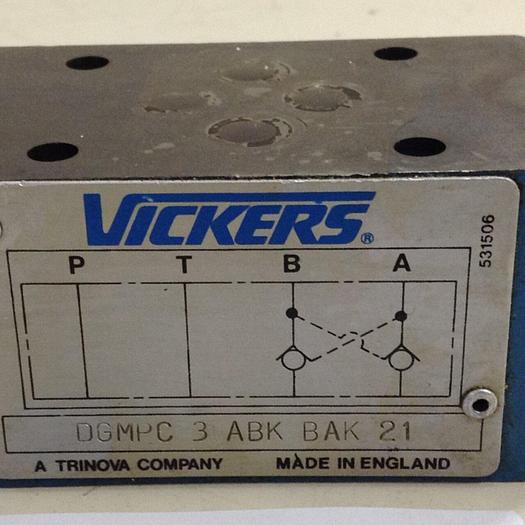 VICKERS®
P T B A
531506
DGMPC 3 ABK BAK 21
A TRINOVA COMPANY MADE IN ENGLAND